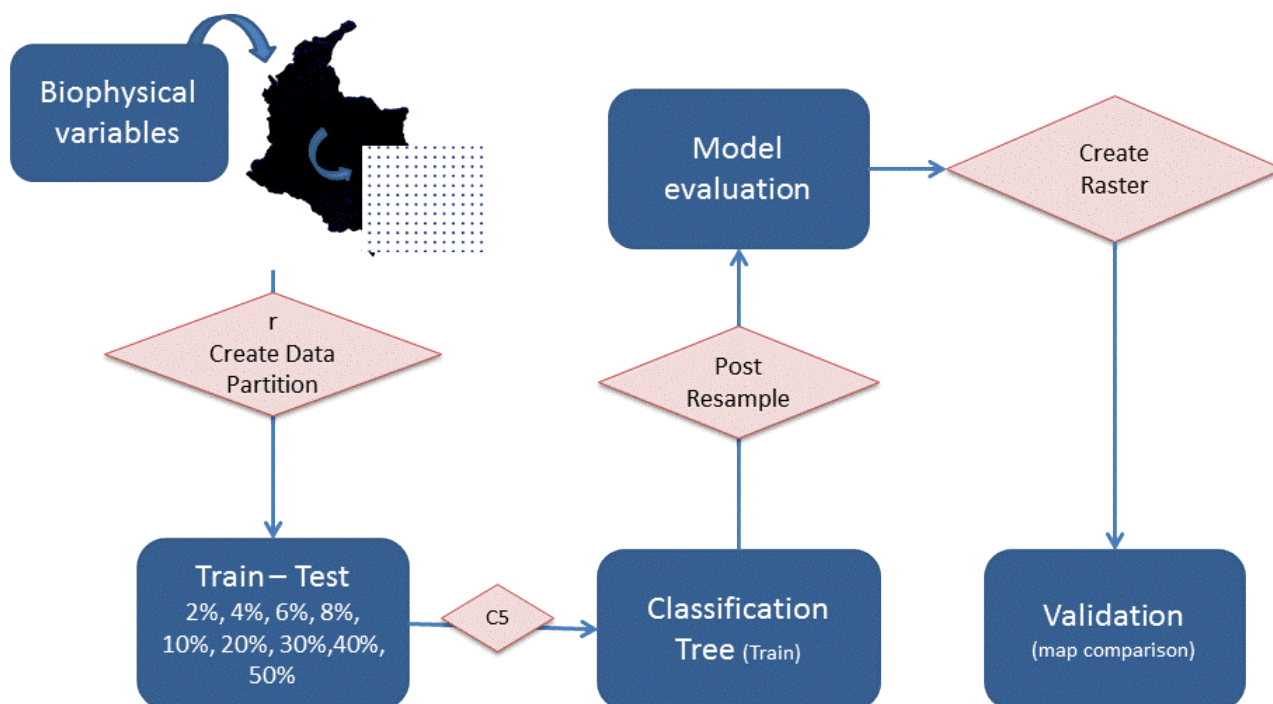 Biophysical
variables
r
Create Data
Partition
Train – Test
2%, 4%, 6%, 8%,
10%, 20%, 30%,40%,
50%
C5
Classification
Tree (Train)
Post
Resample
Model
evaluation
Create
Raster
Validation
(map comparison)